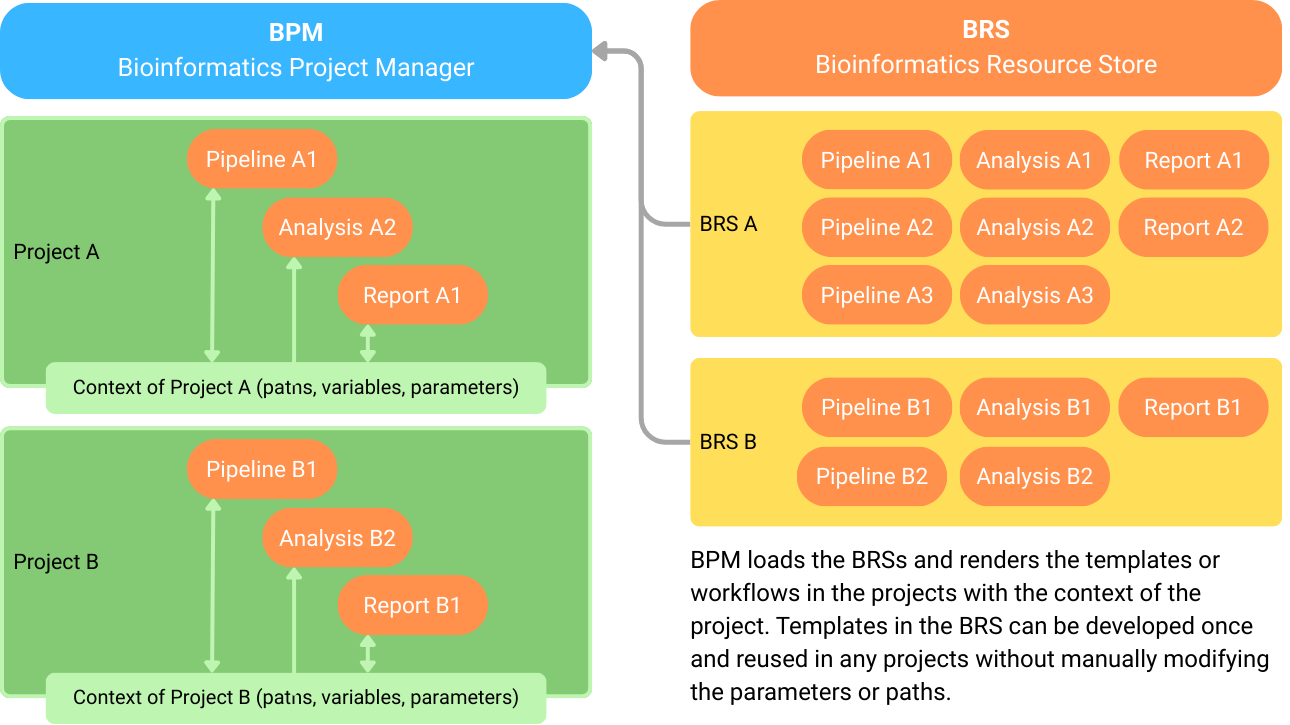 BPM
Bioinformatics Project Manager
Project A
Pipeline A1
Analysis A2
Report A1
Context of Project A (paths, variables, parameters)
Project B
Pipeline B1
Analysis B2
Report B1
Context of Project B (paths, variables, parameters)
BRS
Bioinformatics Resource Store
BRS A
Pipeline A1 Analysis A1 Report A1
Pipeline A2 Analysis A2 Report A2
Pipeline A3 Analysis A3
BRS B
Pipeline B1 Analysis B1 Report B1
Pipeline B2 Analysis B2
BPM loads the BRSs and renders the templates or
workflows in the projects with the context of the
project. Templates in the BRS can be developed once
and reused in any projects without manually modifying
the parameters or paths.